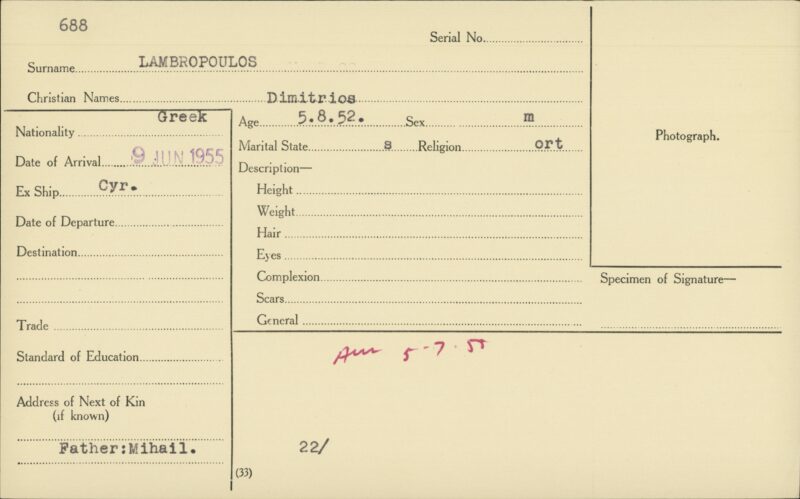 688
Serial No.
Surname LAMBROPOULOS
Christian Names Dimitrios
Nationality Greek
Date of Arrival 9 JUN 1955
Ex Ship Cyr.
Date of Departure
Destination
Trade
Standard of Education
Address of Next of Kin
(if known)
Father:Mihail.
Age 5.8.52. Sex m
Marital State s Religion ort
Description—
Height
Weight
Hair
Eyes
Complexion
Scars
General
5-7-55
22/
(33)
Photograph.
Specimen of Signature—